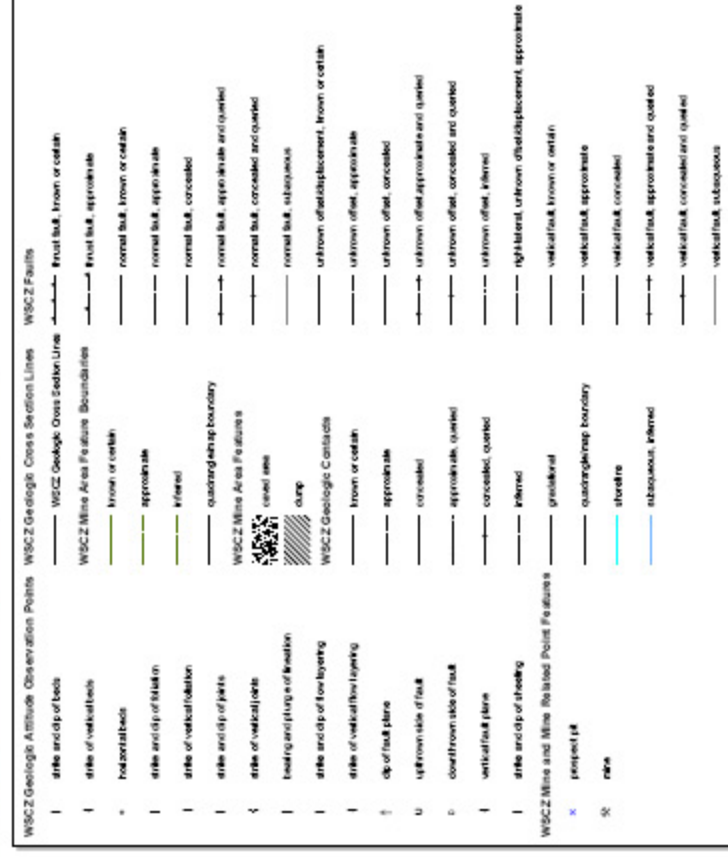 WSCZ Geologic Attitude Observation Points
strike and dip of beds
strike of vertical beds
horizontal beds
strike and dip of foliation
strike of vertical foliation
strike and dip of joints
strike of vertical joints
bearing and plunge of lineation
strike and dip of flow layering
strike of vertical flow layering
dip of fault plane
upthrown side of fault
downthrown side of fault
vertical fault plane
strike and dip of sheeting
WSCZ Mine and Mine Related Point Features
prospect pit
mine
WSCZ Geologic Cross Section Lines
WSCZ Geologic Cross Section Lines
WSCZ Mine Area Feature Boundaries
known or certain
approximate
inferred
quadrangle/map boundary
WSCZ Mine Area Features
caved area
dump
WSCZ Geologic Contacts
known or certain
approximate
concealed
approximate, queried
concealed, queried
inferred
gradational
quadrangle/map boundary
shoreline
subaqueous, inferred
WSCZ Faults
thrust fault, known or certain
thrust fault, approximate
normal fault, known or certain
normal fault, approximate
normal fault, concealed
normal fault, approximate and queried
normal fault, concealed and queried
normal fault, subaqueous
unknown offset/displacement, known or certain
unknown offset, approximate
unknown offset, concealed
unknown offset,approximate and queried
unknown offset, concealed and queried
unknown offset, inferred
right-lateral, unknown offset/displacement, approximate
vertical fault, known or certain
vertical fault, approximate
vertical fault, concealed
vertical fault, approximate and queried
vertical fault, concealed and queried
vertical fault, subaqueous